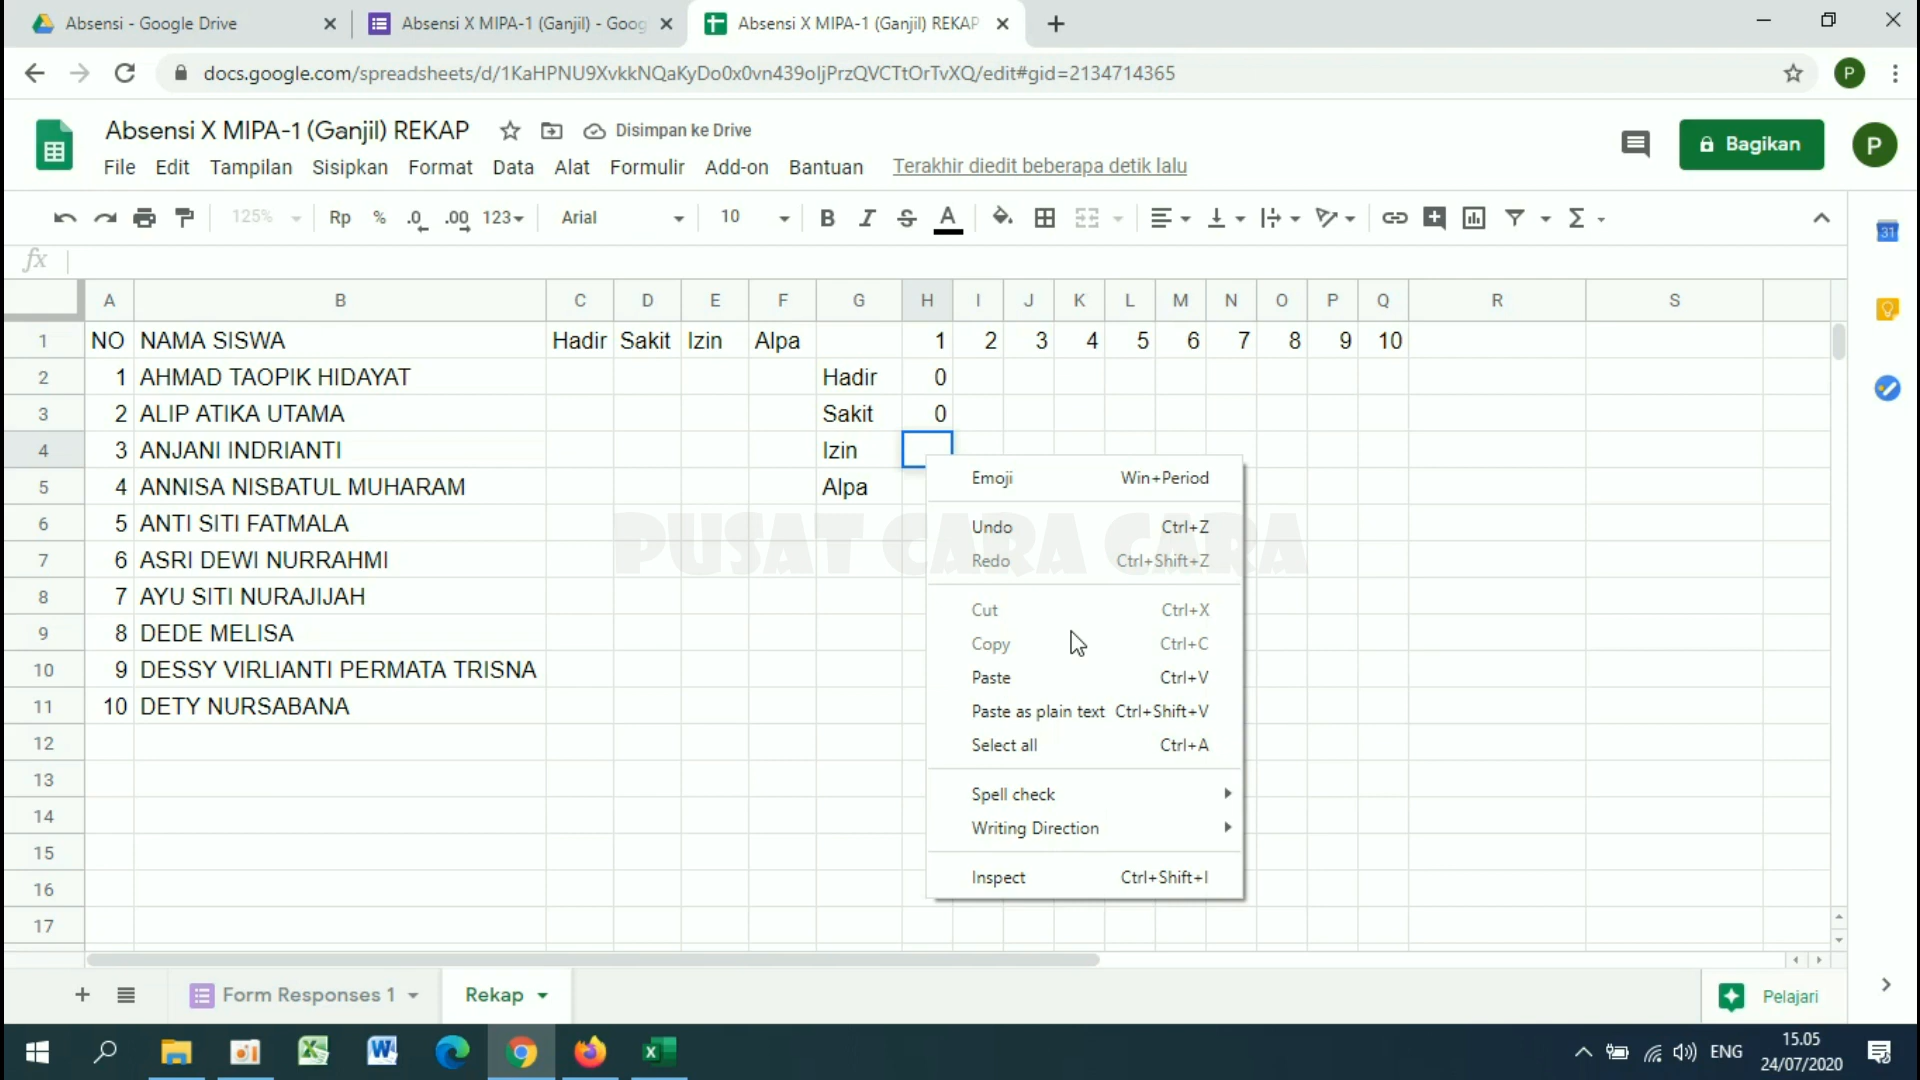 Absensi - Google Drive
Absensi X MIPA-1 (Ganjil) - Goog
Absensi X MIPA-1 (Ganjil) REKAP
docs.google.com/spreadsheets/d/1KaHPNU9XvkkNQaKyDo0x0vn439oIjPrzQVCTtOrTvXQ/edit#gid=2134714365
P
Absensi X MIPA-1 (Ganjil) REKAP
Disimpan ke Drive
Bagikan
P
File Edit Tampilan Sisipkan Format Data Alat Formulir Add-on Bantuan Terakhir diedit beberapa detik lalu
125% Rp % .0 .00 123 Arial 10 B I S A
31
fx
A B C D E F G H I J K L M N O P Q R S
1 NO NAMA SISWA Hadir Sakit Izin Alpa 1 2 3 4 5 6 7 8 9 10
2 1 AHMAD TAOPIK HIDAYAT Hadir 0
3 2 ALIP ATIKA UTAMA Sakit 0
4 3 ANJANI INDRIANTI Izin
5 4 ANNISA NISBATUL MUHARAM Alpa
6 5 ANTI SITI FATMALA
7 6 ASRI DEWI NURRAHMI
8 7 AYU SITI NURAJIJAH
9 8 DEDE MELISA
10 9 DESSY VIRLIANTI PERMATA TRISNA
11 10 DETY NURSABANA
12
13
14
15
16
17
PUSAT CARA CARA
Emoji Win+Period
Undo Ctrl+Z
Redo Ctrl+Shift+Z
Cut Ctrl+X
Copy Ctrl+C
Paste Ctrl+V
Paste as plain text Ctrl+Shift+V
Select all Ctrl+A
Spell check
Writing Direction
Inspect Ctrl+Shift+I
Form Responses 1
Rekap
Pelajari
ENG
15.05
24/07/2020